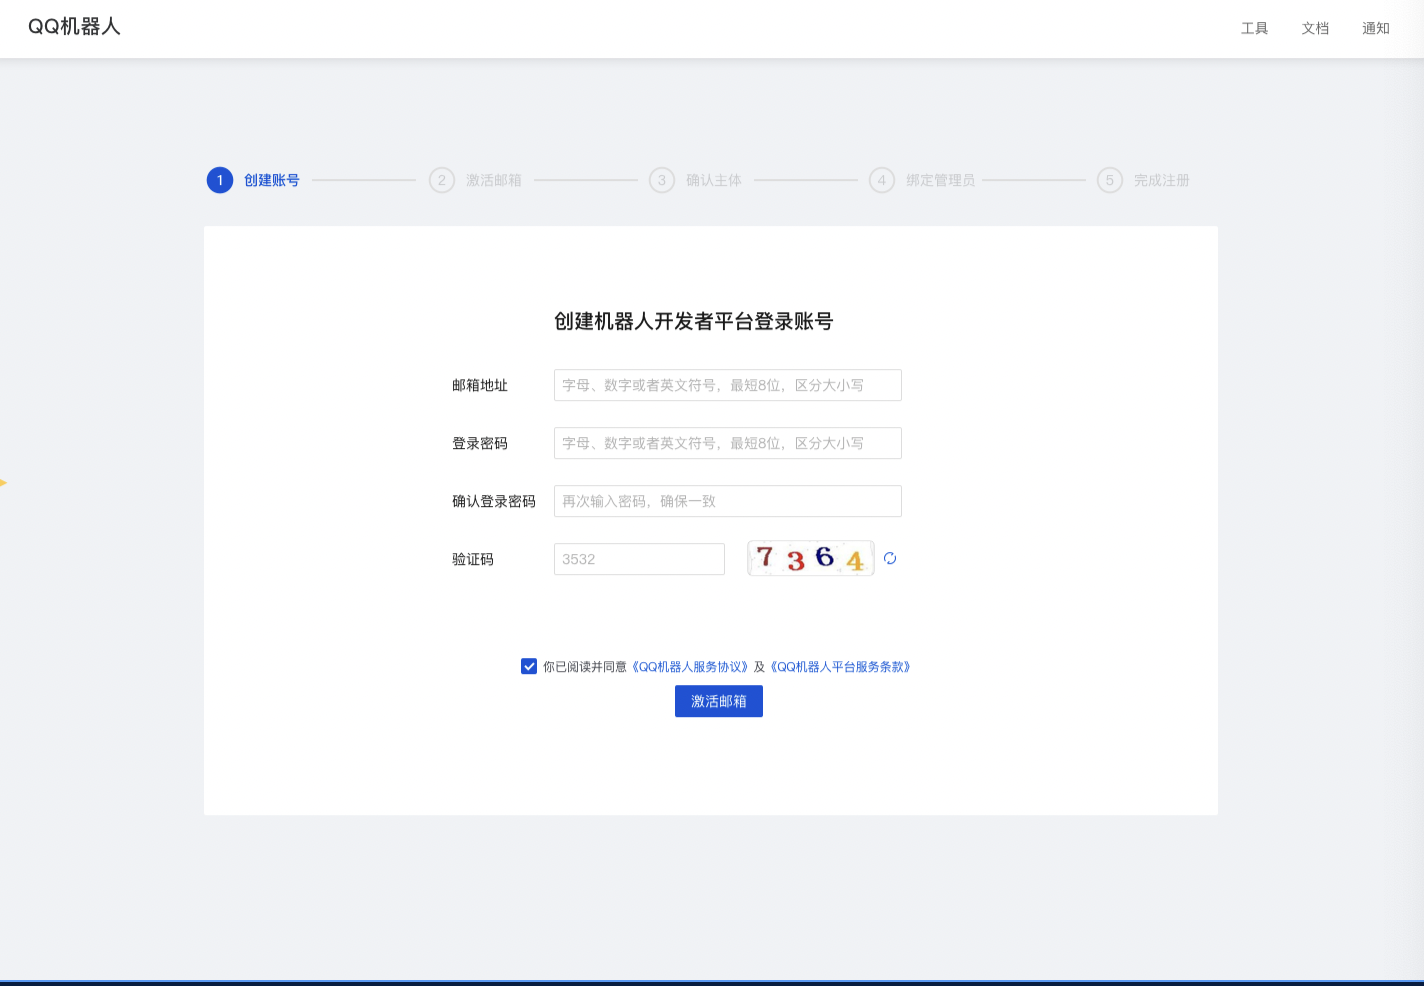 QQ机器人
工具 文档 通知
1 创建账号 2 激活邮箱 3 确认主体 4 绑定管理员 5 完成注册
创建机器人开发者平台登录账号
邮箱地址 字母、数字或者英文符号，最短8位，区分大小写
登录密码 字母、数字或者英文符号，最短8位，区分大小写
确认登录密码 再次输入密码，确保一致
验证码 3532 7364
你已阅读并同意《QQ机器人服务协议》及《QQ机器人平台服务条款》
激活邮箱